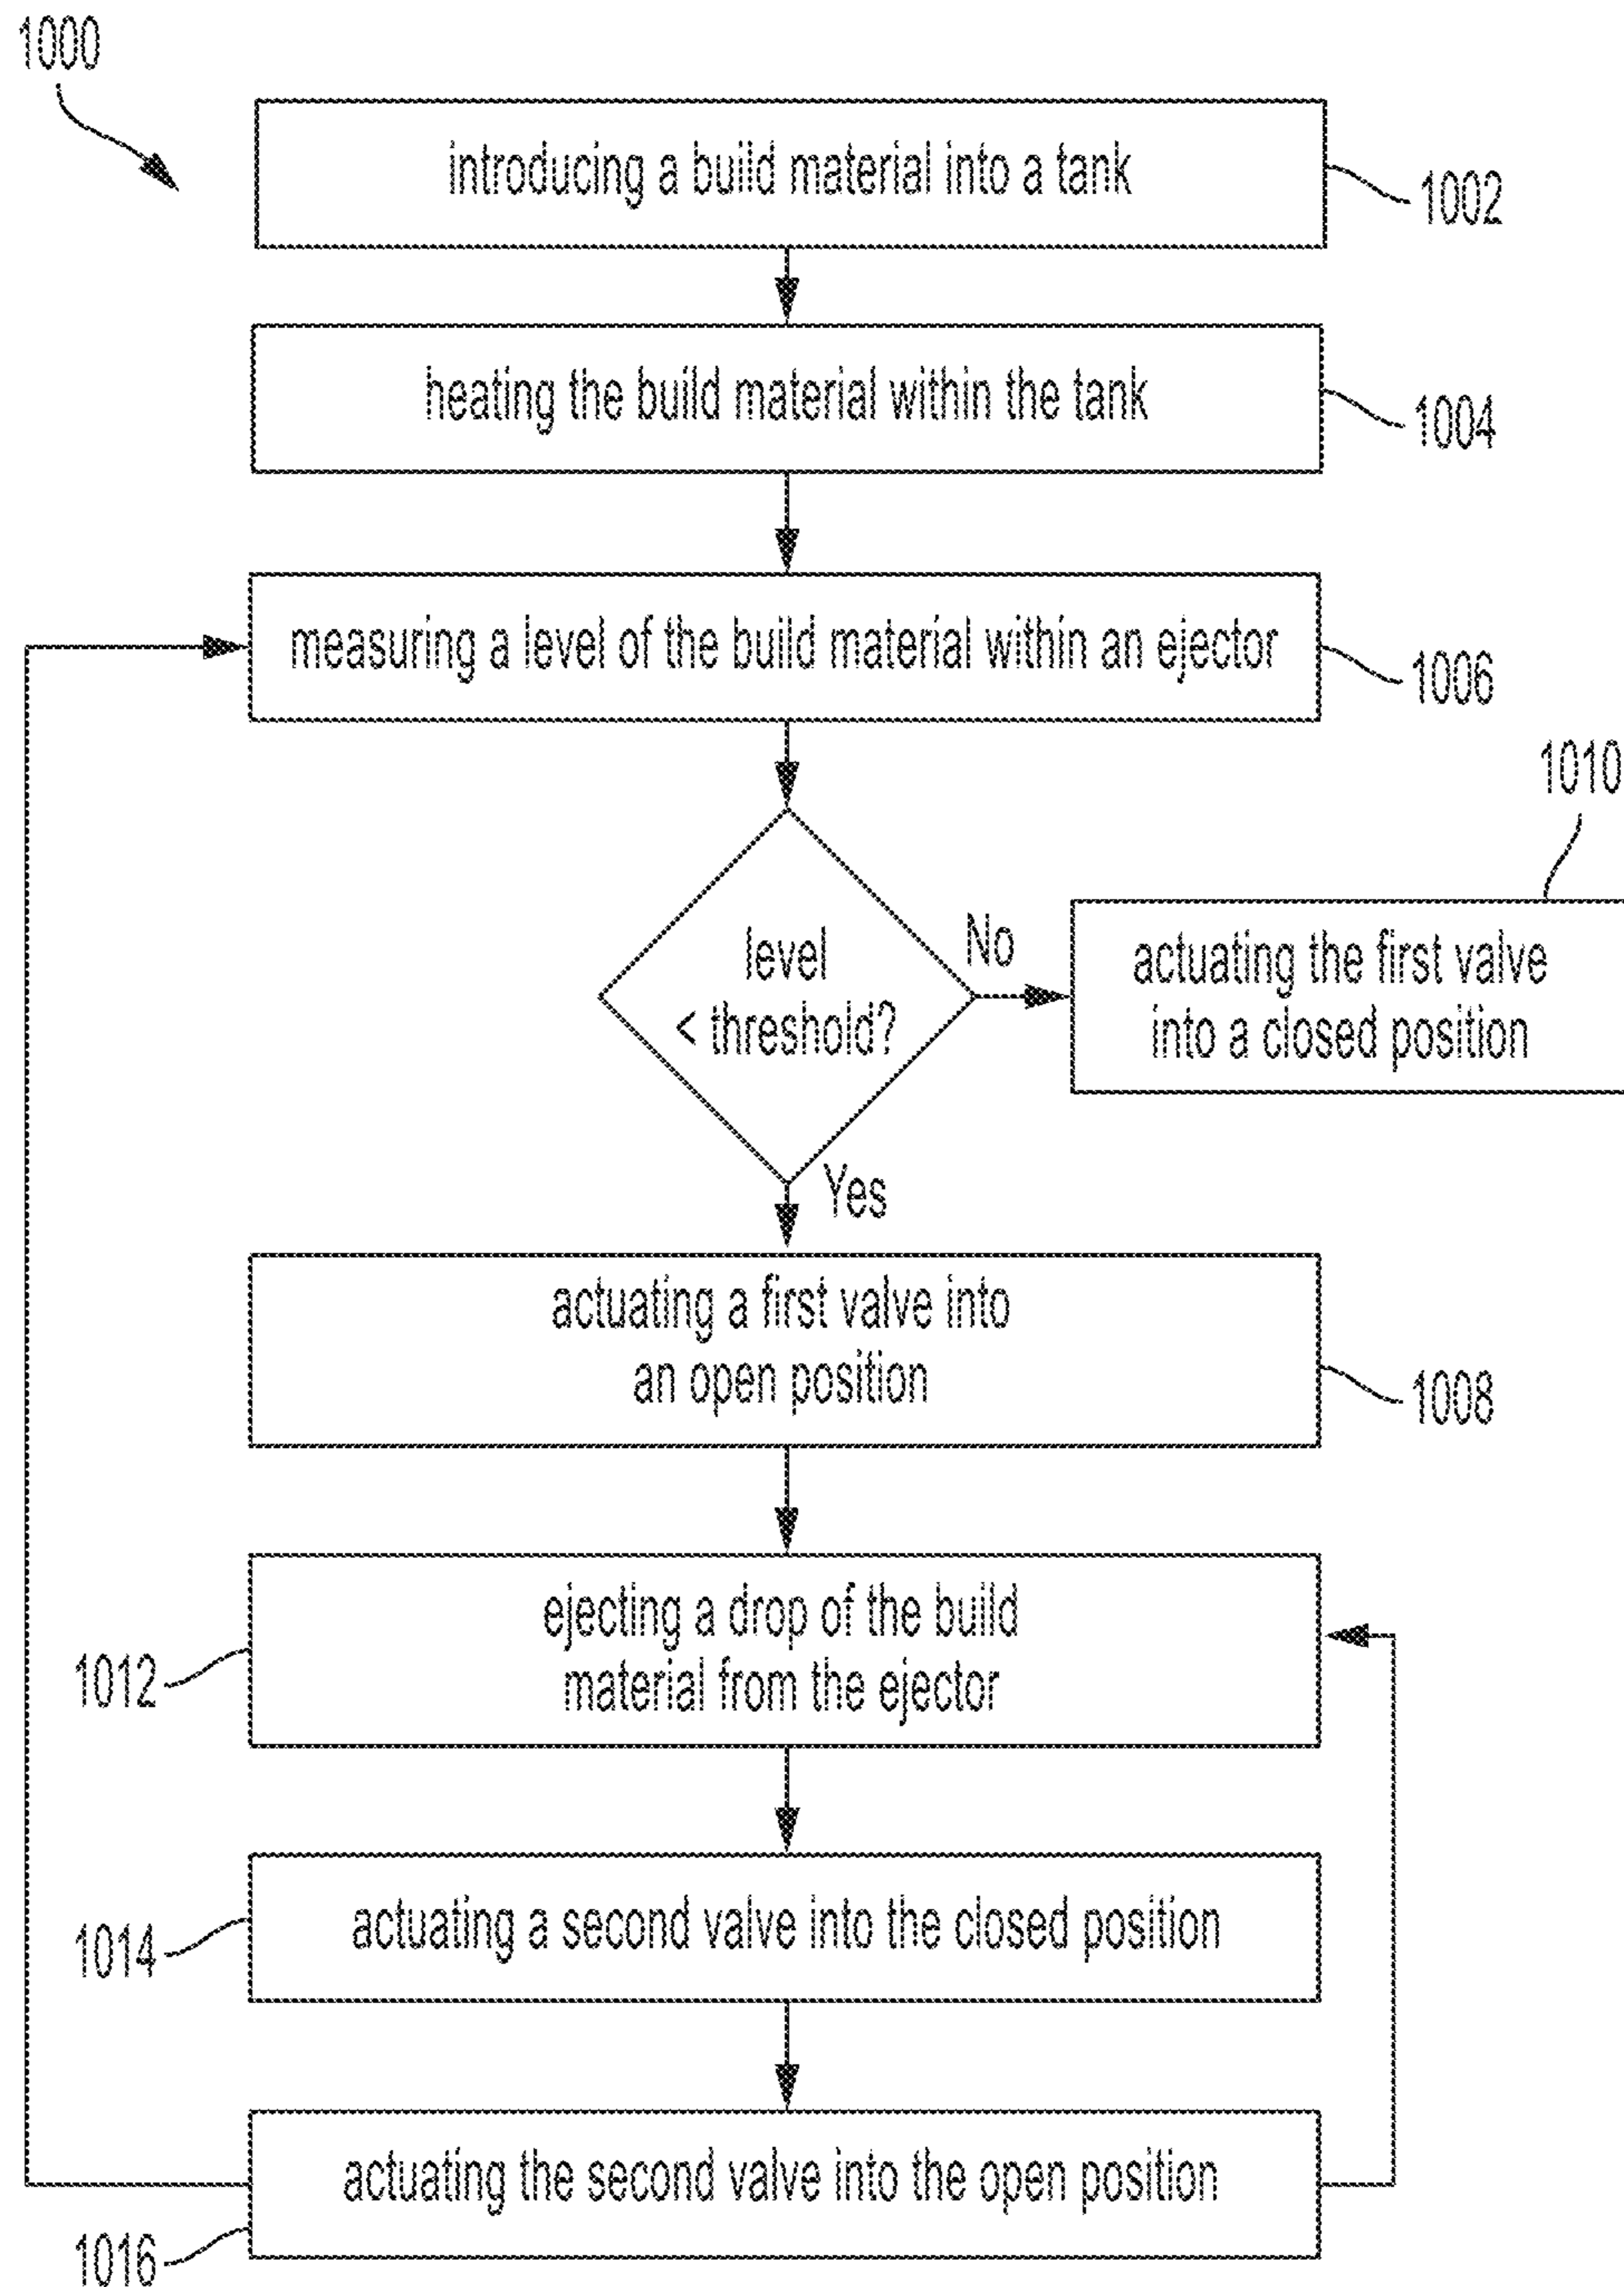 1000
introducing a build material into a tank
1002
heating the build material within the tank
1004
measuring a level of the build material within an ejector
1006
1010
level
< threshold?
No
actuating the first valve
into a closed position
Yes
actuating a first valve into
an open position
1008
ejecting a drop of the build
material from the ejector
1012
actuating a second valve into the closed position
1014
actuating the second valve into the open position
1016